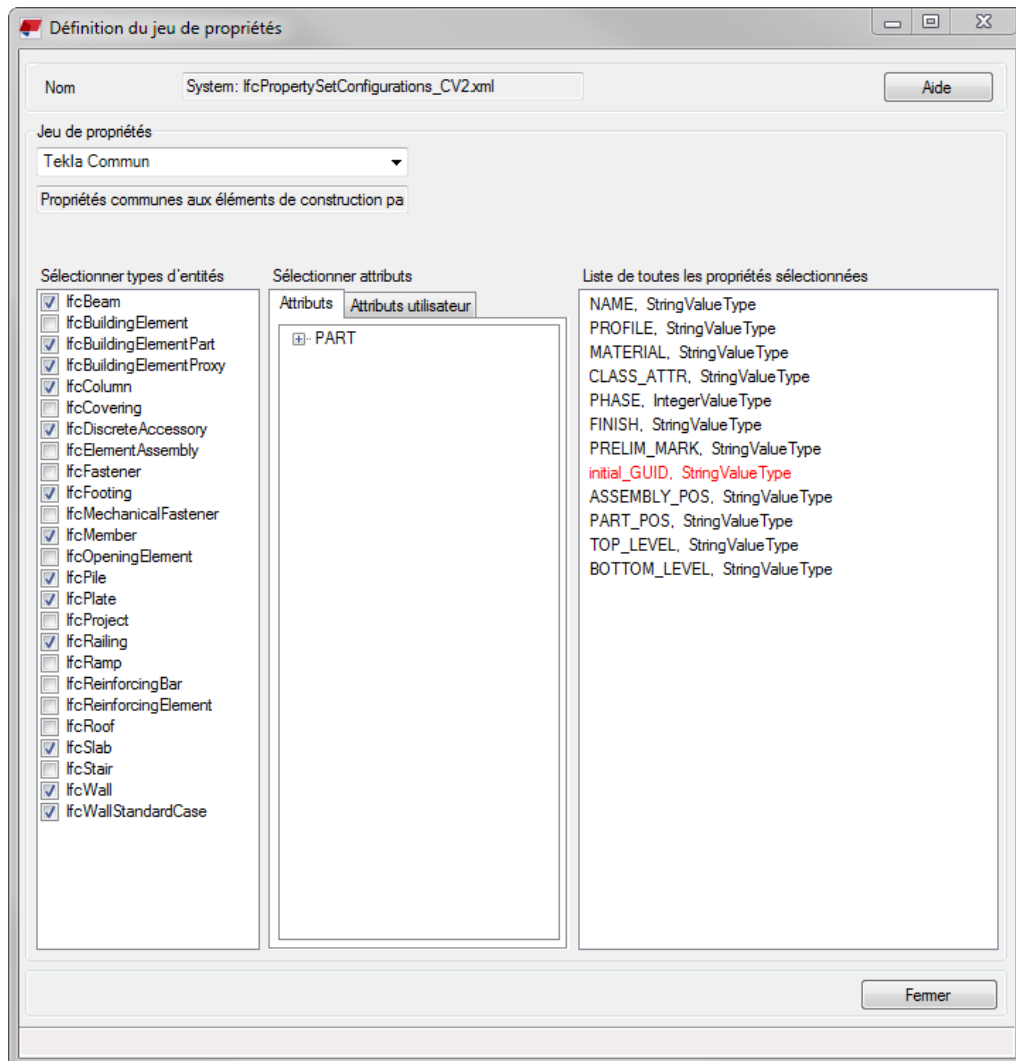 Définition du jeu de propriétés
Nom
System: IfcPropertySetConfigurations_CV2.xml
Aide
Jeu de propriétés
Tekla Commun
Propriétés communes aux éléments de construction pa
Sélectionner types d'entités
IfcBeam
IfcBuildingElement
IfcBuildingElementPart
IfcBuildingElementProxy
IfcColumn
IfcCovering
IfcDiscreteAccessory
IfcElementAssembly
IfcFastener
IfcFooting
IfcMechanicalFastener
IfcMember
IfcOpeningElement
IfcPile
IfcPlate
IfcProject
IfcRailing
IfcRamp
IfcReinforcingBar
IfcReinforcingElement
IfcRoof
IfcSlab
IfcStair
IfcWall
IfcWallStandardCase
Sélectionner attributs
Attributs
Attributs utilisateur
PART
Liste de toutes les propriétés sélectionnées
NAME, StringValueType
PROFILE, StringValueType
MATERIAL, StringValueType
CLASS_ATTR, StringValueType
PHASE, IntegerValueType
FINISH, StringValueType
PRELIM_MARK, StringValueType
initial_GUID, StringValueType
ASSEMBLY_POS, StringValueType
PART_POS, StringValueType
TOP_LEVEL, StringValueType
BOTTOM_LEVEL, StringValueType
Fermer